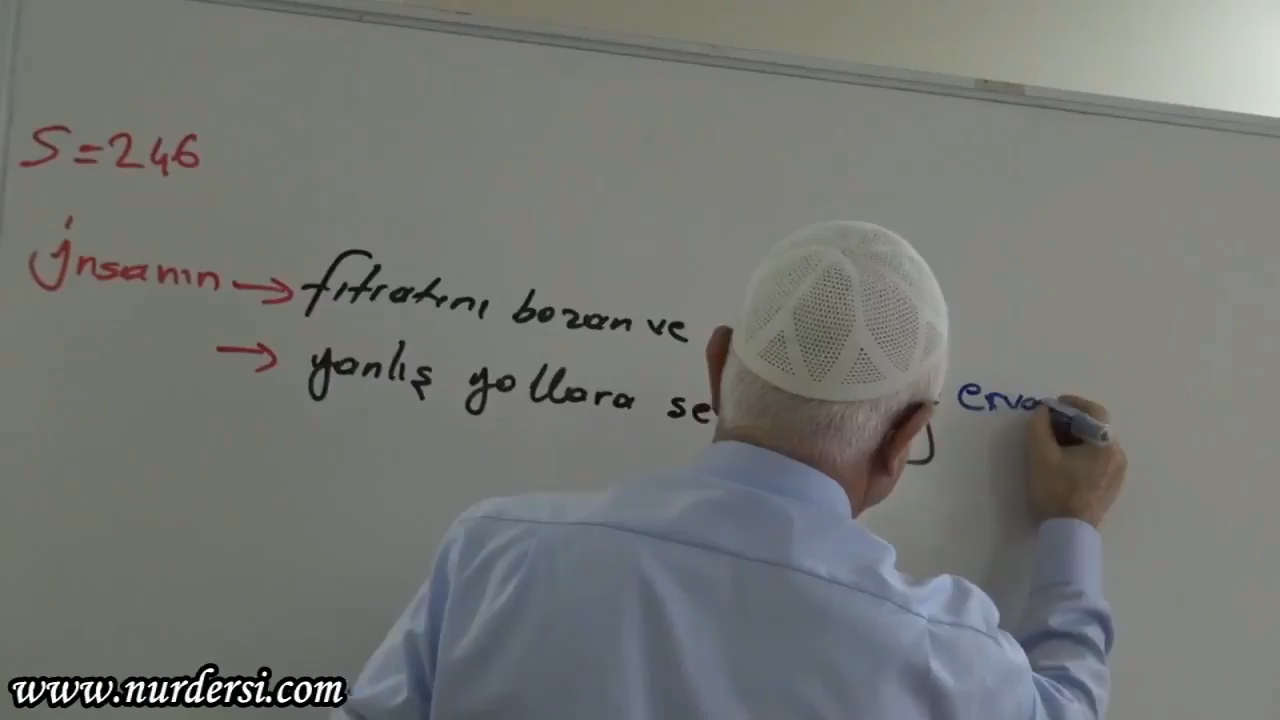 S=246
İnsanın → fıtratını bozan ve
→ yanlış yollara
www.nurdersi.com